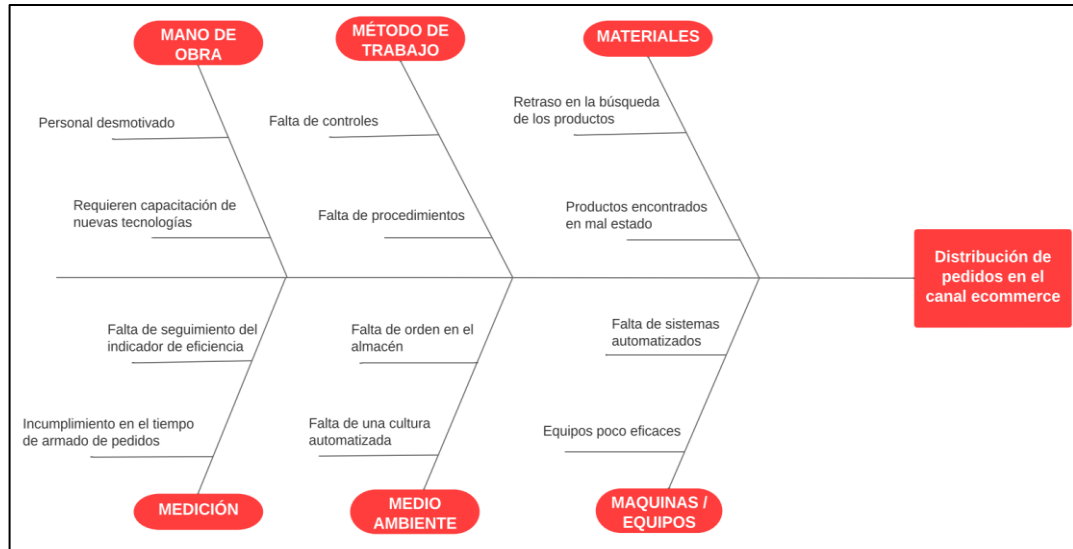 MANO DE
OBRA
MÉTODO DE
TRABAJO
MATERIALES
Personal desmotivado
Requieren capacitación de
nuevas tecnologías
Falta de controles
Falta de procedimientos
Retraso en la búsqueda
de los productos
Productos encontrados
en mal estado
Distribución de
pedidos en el
canal ecommerce
Falta de seguimiento del
indicador de eficiencia
Incumplimiento en el tiempo
de armado de pedidos
Falta de orden en el
almacén
Falta de una cultura
automatizada
Falta de sistemas
automatizados
Equipos poco eficaces
MEDICIÓN
MEDIO
AMBIENTE
MAQUINAS /
EQUIPOS